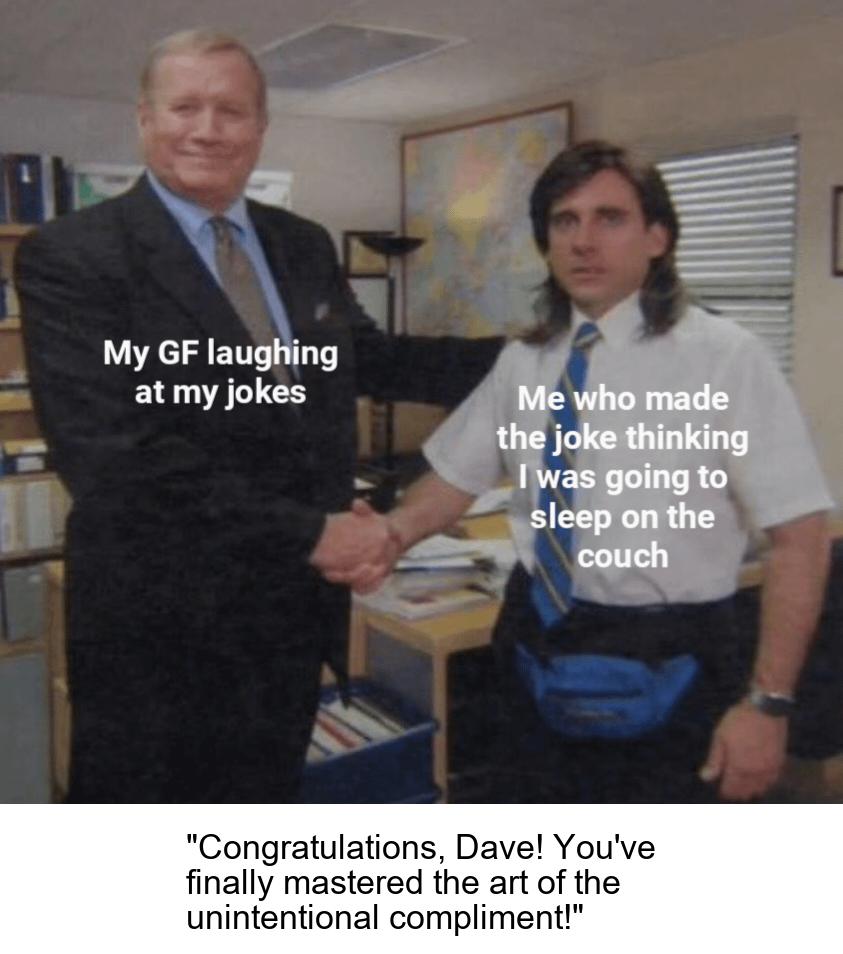 My GF laughing
at my jokes
Me who made
the joke thinking
I was going to
sleep on the
couch
"Congratulations, Dave! You've
finally mastered the art of the
unintentional compliment!"